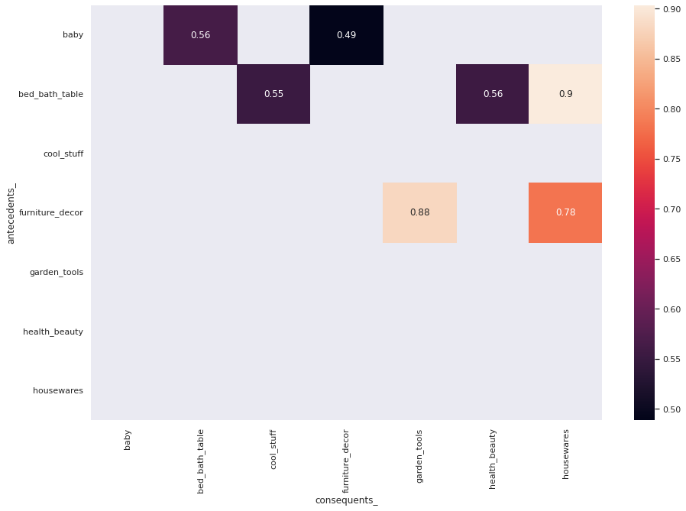 baby
0.56
0.49
bed_bath_table
0.55
0.56
0.9
cool_stuff
furniture_decor
0.88
0.78
garden_tools
health_beauty
housewares
antecedents_
baby
bed_bath_table
cool_stuff
furniture_decor
garden_tools
health_beauty
housewares
consequents_
0.90
0.85
0.80
0.75
0.70
0.65
0.60
0.55
0.50